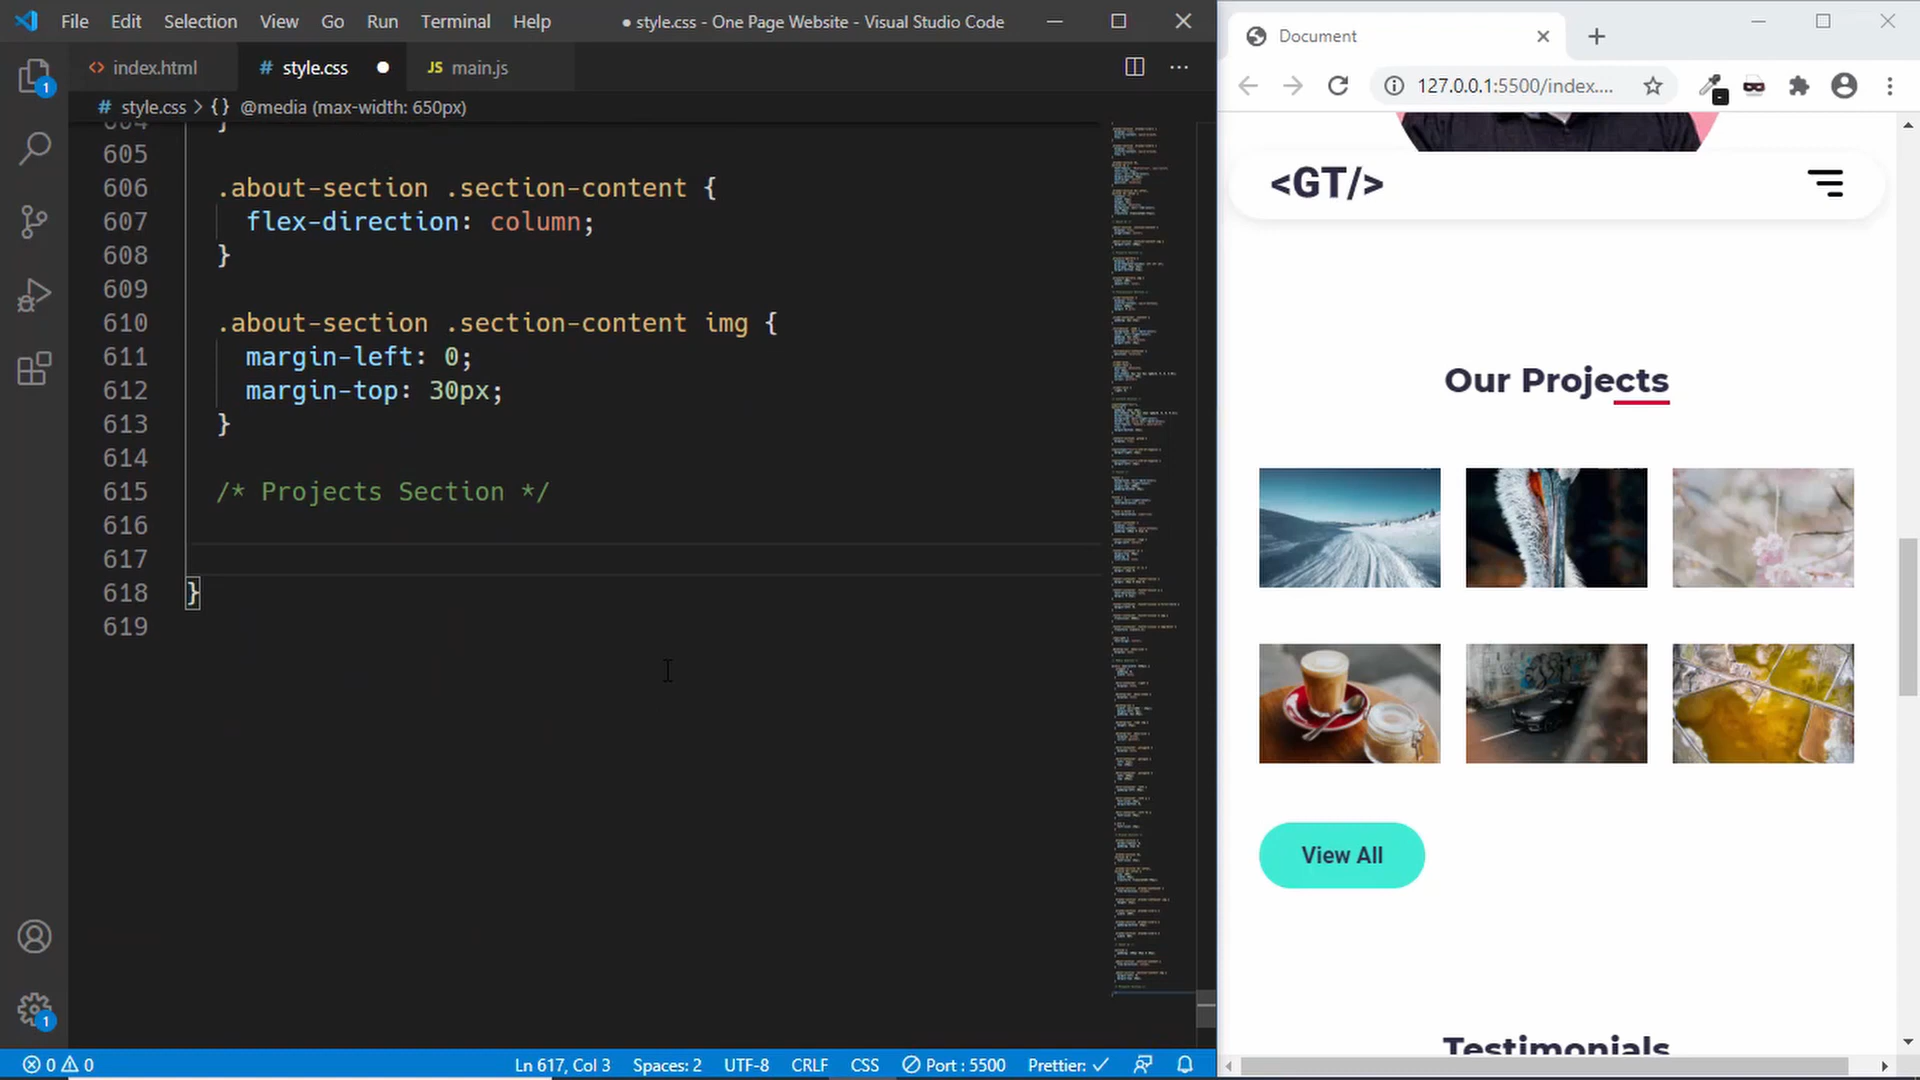 File Edit Selection View Go Run Terminal Help ● style.css - One Page Website - Visual Studio Code
<> index.html # style.css ● JS main.js ···
# style.css > {} @media (max-width: 650px)
604 }
605
606 .about-section .section-content {
607 flex-direction: column;
608 }
609
610 .about-section .section-content img {
611 margin-left: 0;
612 margin-top: 30px;
613 }
614
615 /* Projects Section */
616
617
618 }
619
1
1
0 0 Ln 617, Col 3 Spaces: 2 UTF-8 CRLF CSS Port : 5500 Prettier: ✓
Document
127.0.0.1:5500/index....
<GT/>
Our Projects
View All
Testimonials